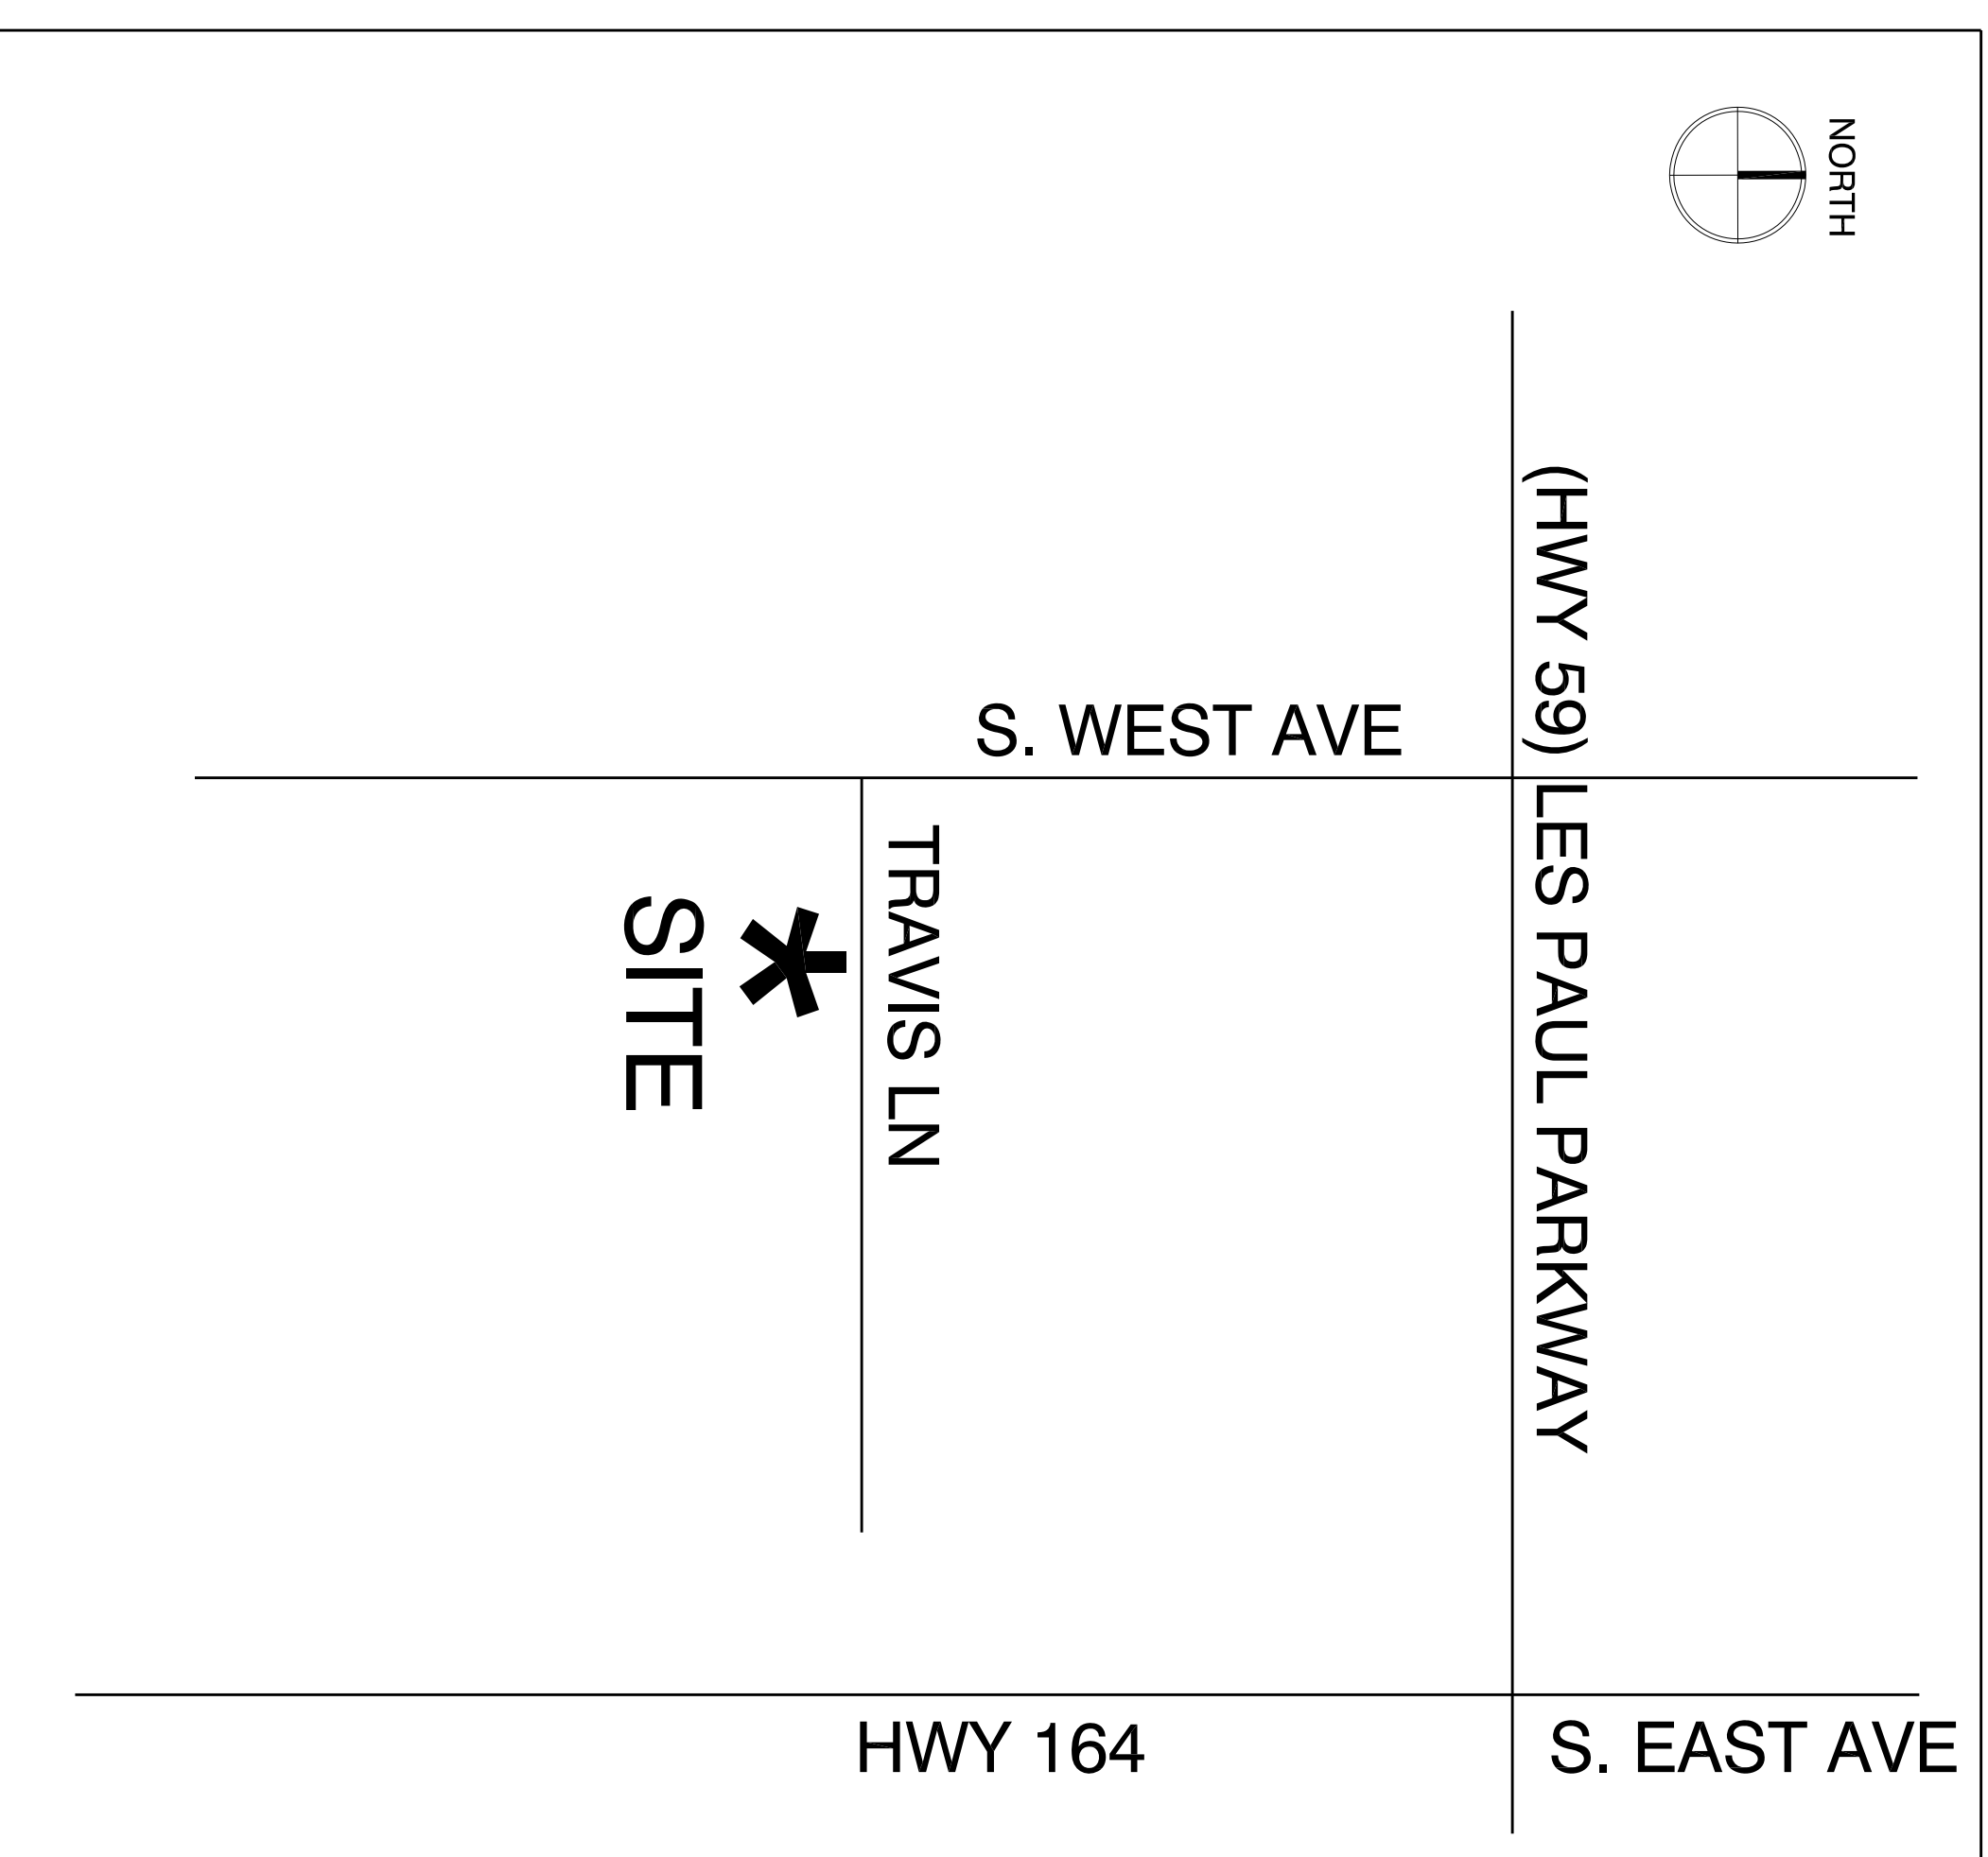 NORTH
(HWY 59) LES PAUL PARKWAY
S. WEST AVE
TRAVIS LN
SITE
HWY 164
S. EAST AVE